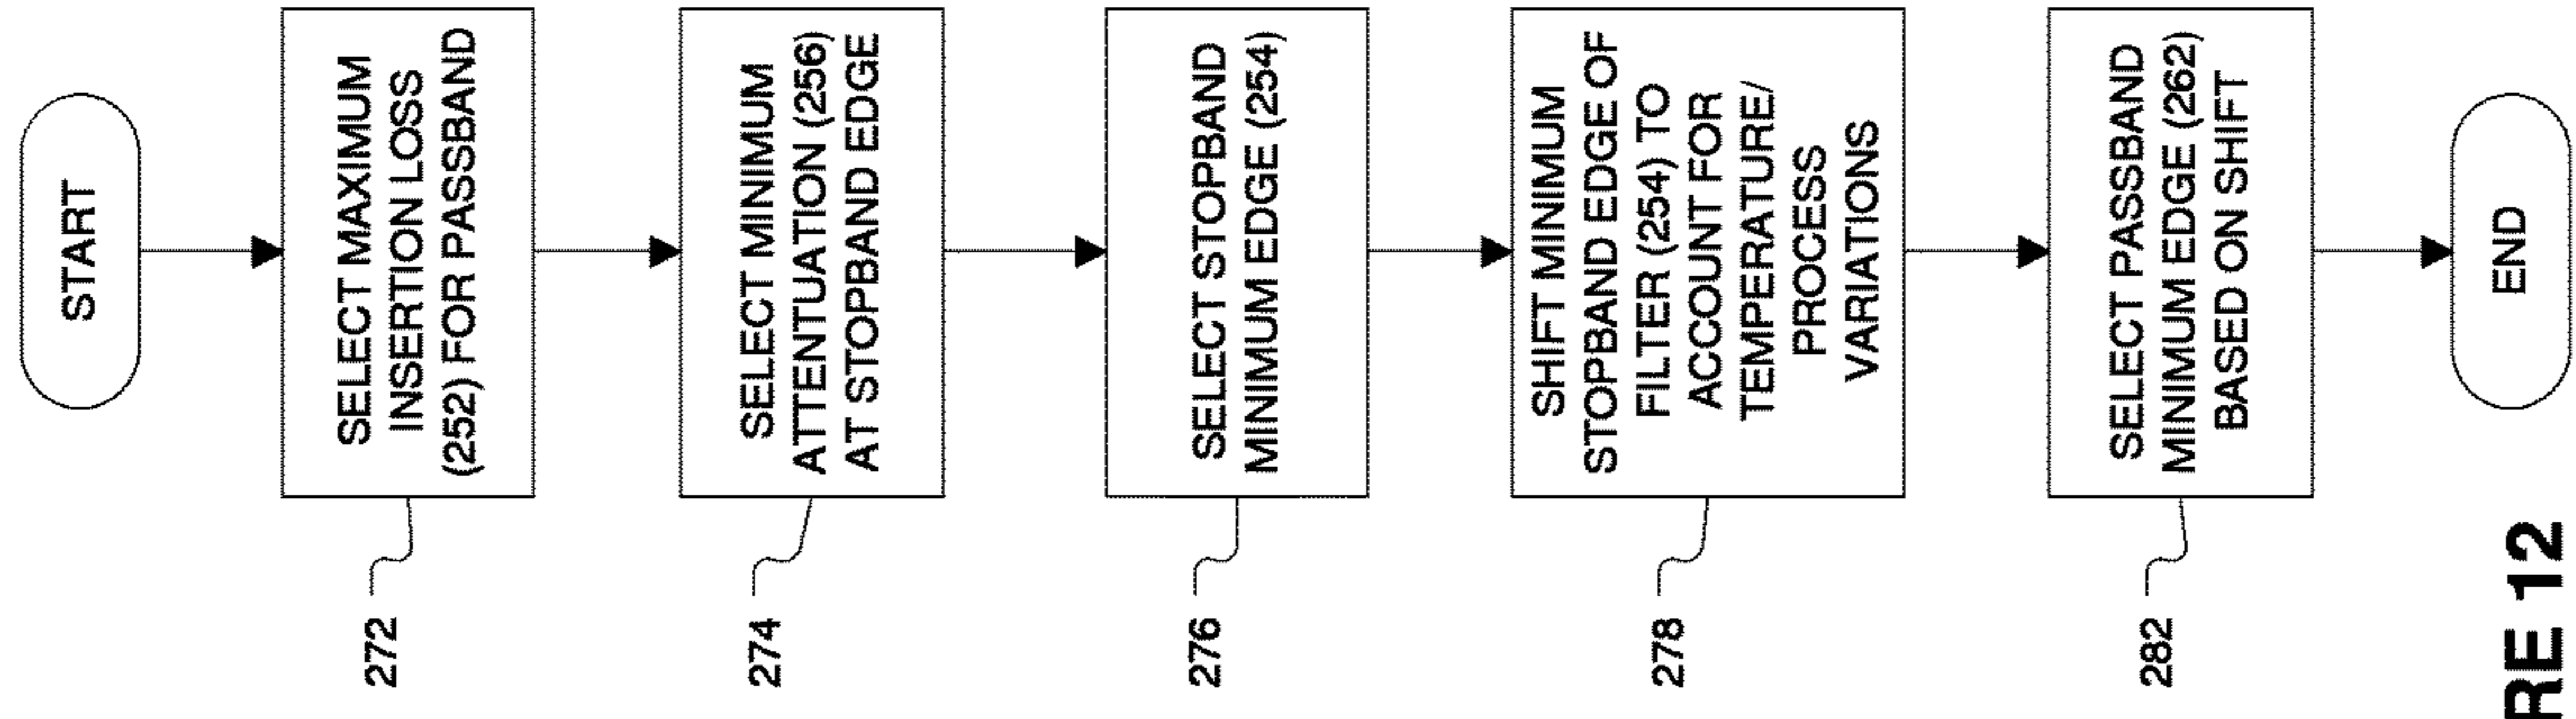 START
SELECT MAXIMUM
INSERTION LOSS
(252) FOR PASSBAND
272
SELECT MINIMUM
ATTENTUATION (256)
AT STOPBAND EDGE
274
SELECT STOPBAND
MINIMUM EDGE (254)
276
SHIFT MINIMUM
STOPBAND EDGE OF
FILTER (254) TO
ACCOUNT FOR
TEMPERATURE/
PROCESS
VARIATIONS
278
SELECT PASSBAND
MINIMUM EDGE (262)
BASED ON SHIFT
282
END
RE 12